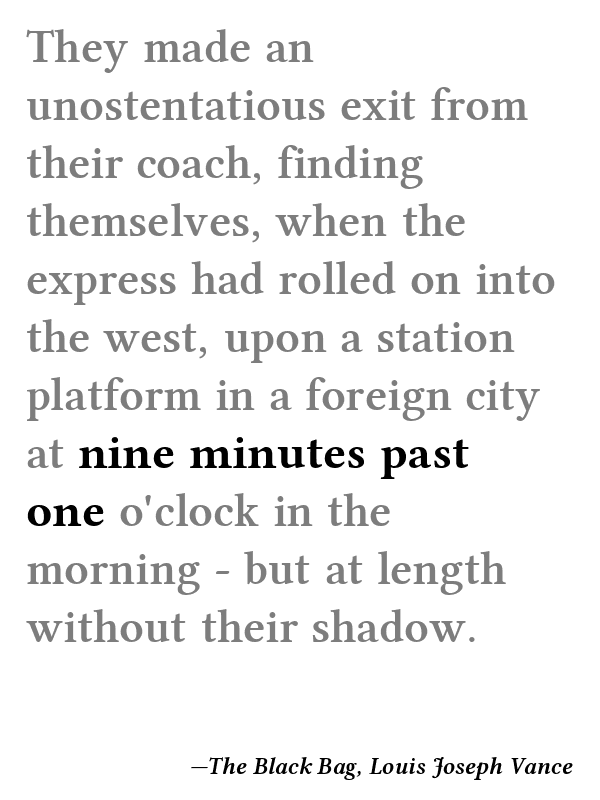 They made an
unostentatious exit from
their coach, finding
themselves, when the
express had rolled on into
the west, upon a station
platform in a foreign city
at nine minutes past
one o'clock in the
morning - but at length
without their shadow.
—The Black Bag, Louis Joseph Vance